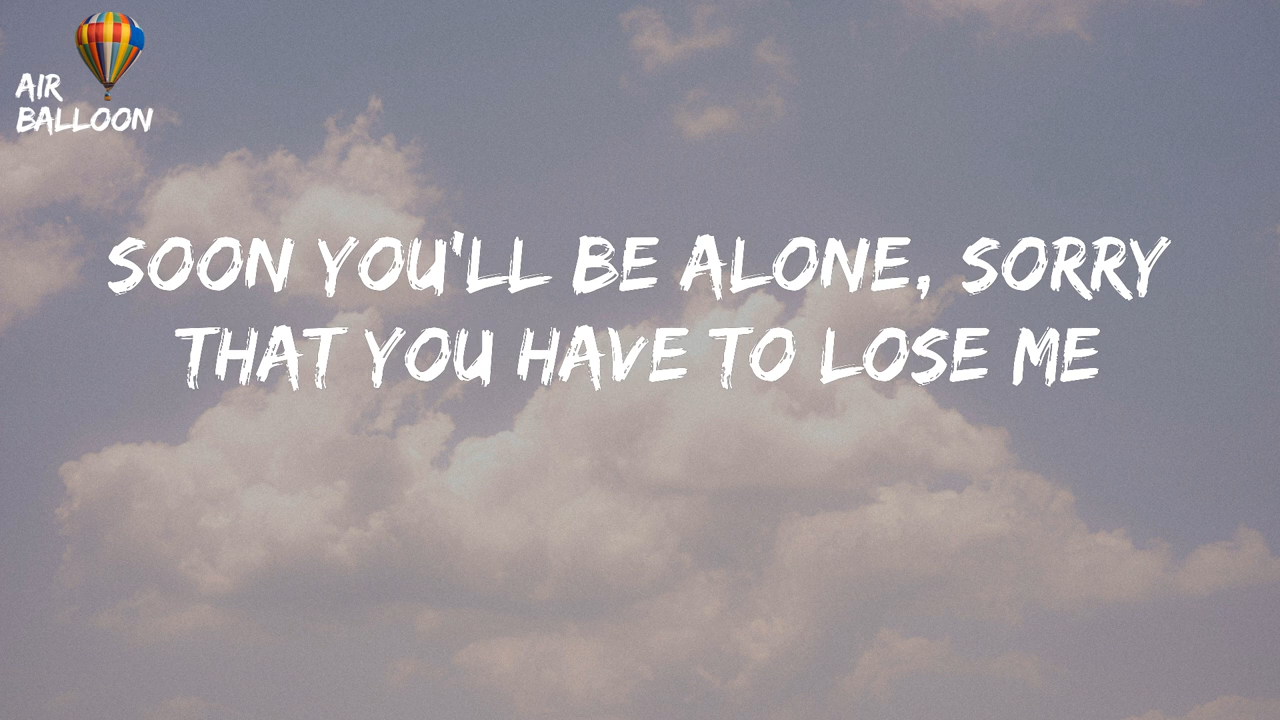 AIR
BALLOON
SOON YOU'LL BE ALONE, SORRY
THAT YOU HAVE TO LOSE ME